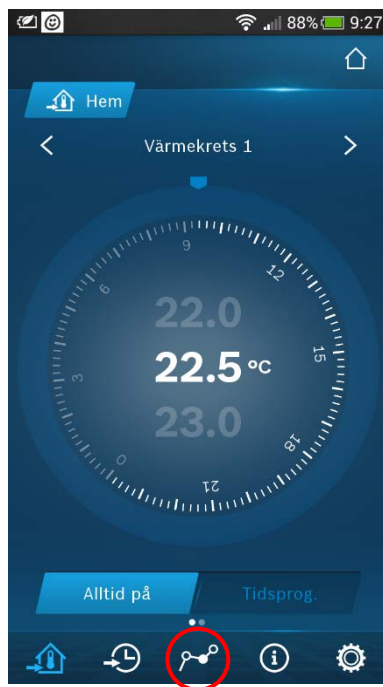 88% 9:27
Hem
Värmekrets 1
9
12
6
22.0
15
22.5 °C
3
23.0
18
0
21
Alltid på
Tidsprog.